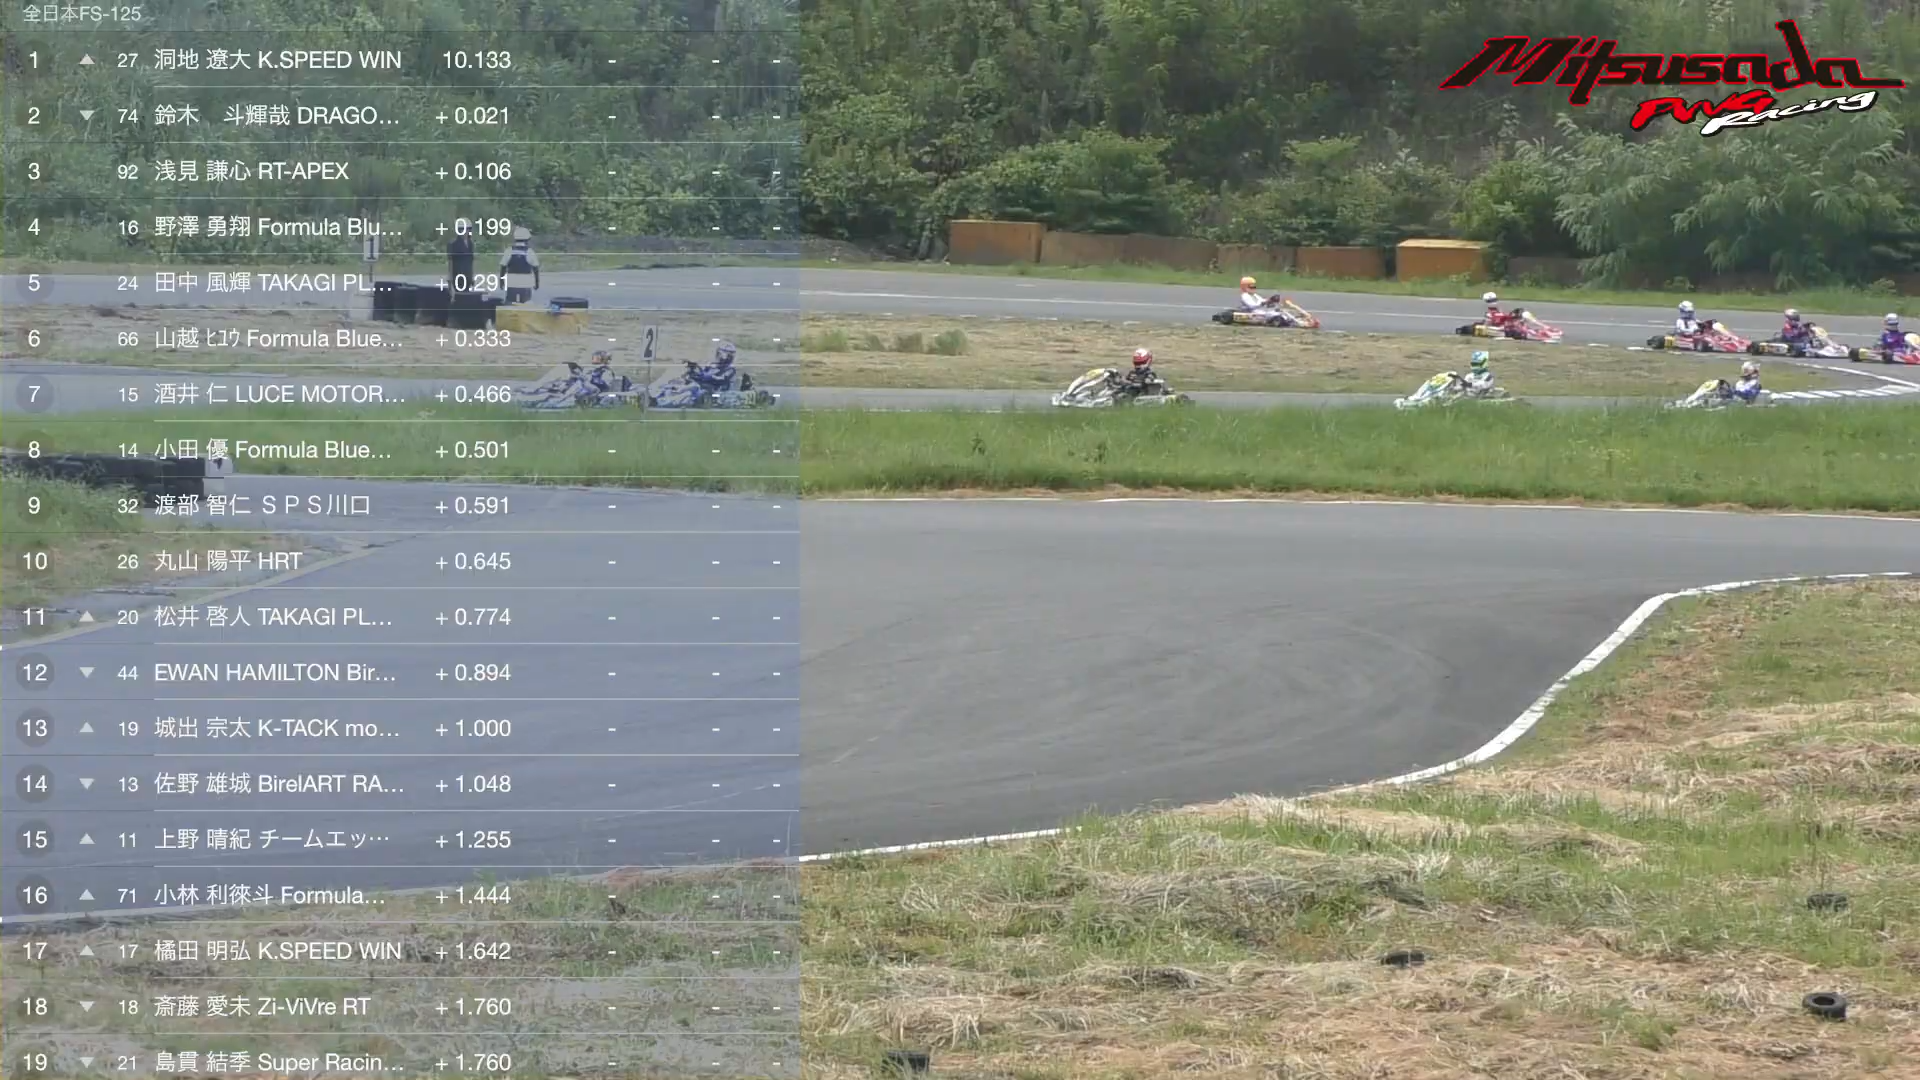 全日本FS-125
1 ▲ 27 洞地 遼大 K.SPEED WIN 10.133 - - -
2 ▼ 74 鈴木　斗輝哉 DRAGO... + 0.021 - - -
3 92 浅見 謙心 RT-APEX + 0.106 - - -
4 16 野澤 勇翔 Formula Blu... + 0.199 - - -
5 24 田中 風輝 TAKAGI PL... + 0.291 - - -
6 66 山越 ﾋﾕｳ Formula Blue... + 0.333 - - -
7 15 酒井 仁 LUCE MOTOR... + 0.466 - - -
8 14 小田 優 Formula Blue... + 0.501 - - -
9 32 渡部 智仁 ＳＰＳ川口 + 0.591 - - -
10 26 丸山 陽平 HRT + 0.645 - - -
11 ▲ 20 松井 啓人 TAKAGI PL... + 0.774 - - -
12 ▼ 44 EWAN HAMILTON Bir... + 0.894 - - -
13 ▲ 19 城出 宗太 K-TACK mo... + 1.000 - - -
14 ▼ 13 佐野 雄城 BirelART RA... + 1.048 - - -
15 ▲ 11 上野 晴紀 チームエッ… + 1.255 - - -
16 ▲ 71 小林 利徠斗 Formula... + 1.444 - - -
17 ▲ 17 橘田 明弘 K.SPEED WIN + 1.642 - - -
18 ▼ 18 斎藤 愛未 Zi-ViVre RT + 1.760 - - -
19 ▼ 21 島貫 結季 Super Racin... + 1.760 - - -
Mitsusada
PWG Racing
1
2